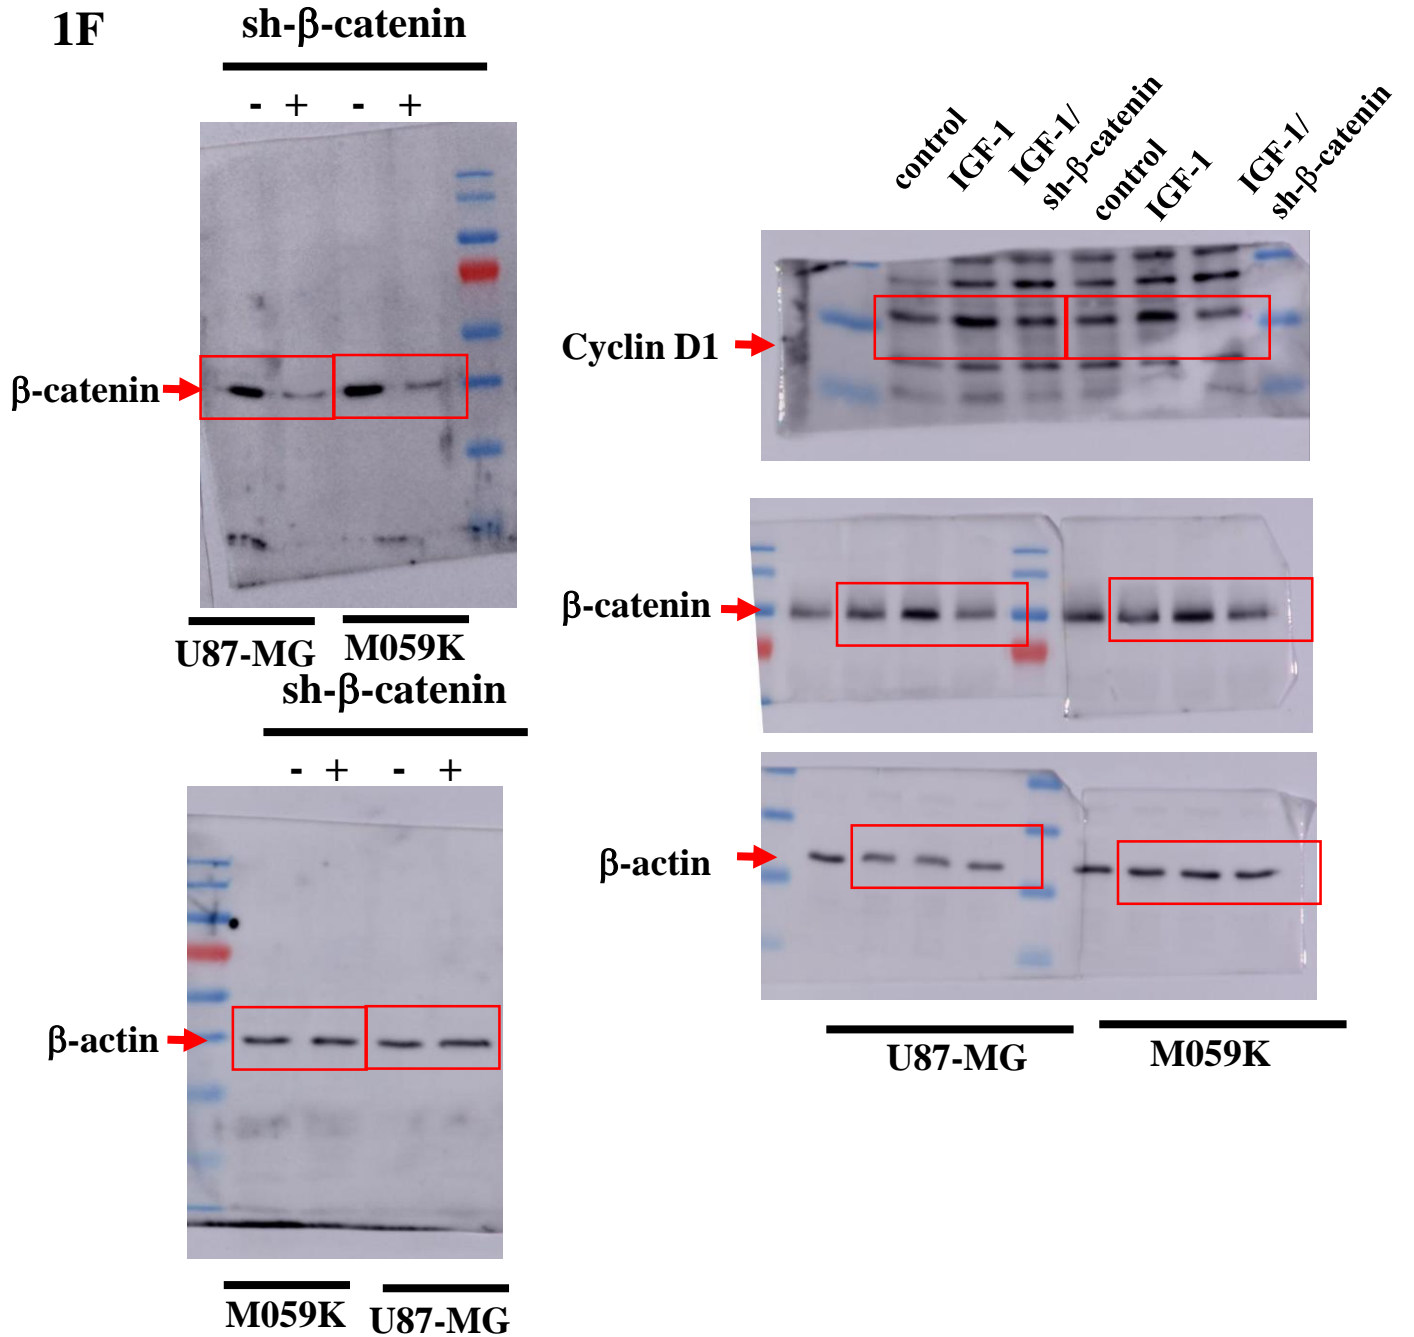 1F
sh-β-catenin
- + - +
β-catenin
U87-MG M059K
sh-β-catenin
- + - +
β-actin
M059K U87-MG
control
IGF-1
IGF-1/
sh-β-catenin
control
IGF-1
IGF-1/
sh-β-catenin
Cyclin D1
β-catenin
β-actin
U87-MG M059K